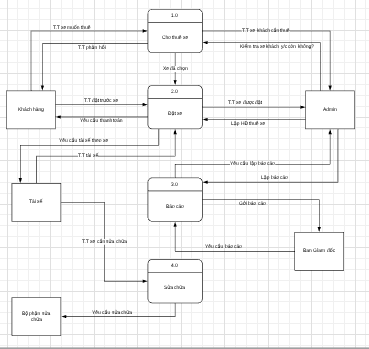 1.0
T.T xe muốn thuê
Cho thuê xe
T.T xe khách cần thuê
T.T phản hồi
Kiểm tra xe khách y/c còn không?
Xe đã chọn
2.0
Khách hàng
T.T đặt trước xe
Đặt xe
T.T xe được đặt
Admin
Yêu cầu thanh toán
Lập HĐ thuê xe
Yêu cầu tài xế theo xe
T.T tài xế
Yêu cầu lập báo cáo
Lập báo cáo
3.0
Tài xế
Báo cáo
Gửi báo cáo
T.T xe cần sửa chữa
Yêu cầu báo cáo
Ban Giám đốc
4.0
Sửa chữa
Bộ phận sửa
chữa
Yêu cầu sửa chữa